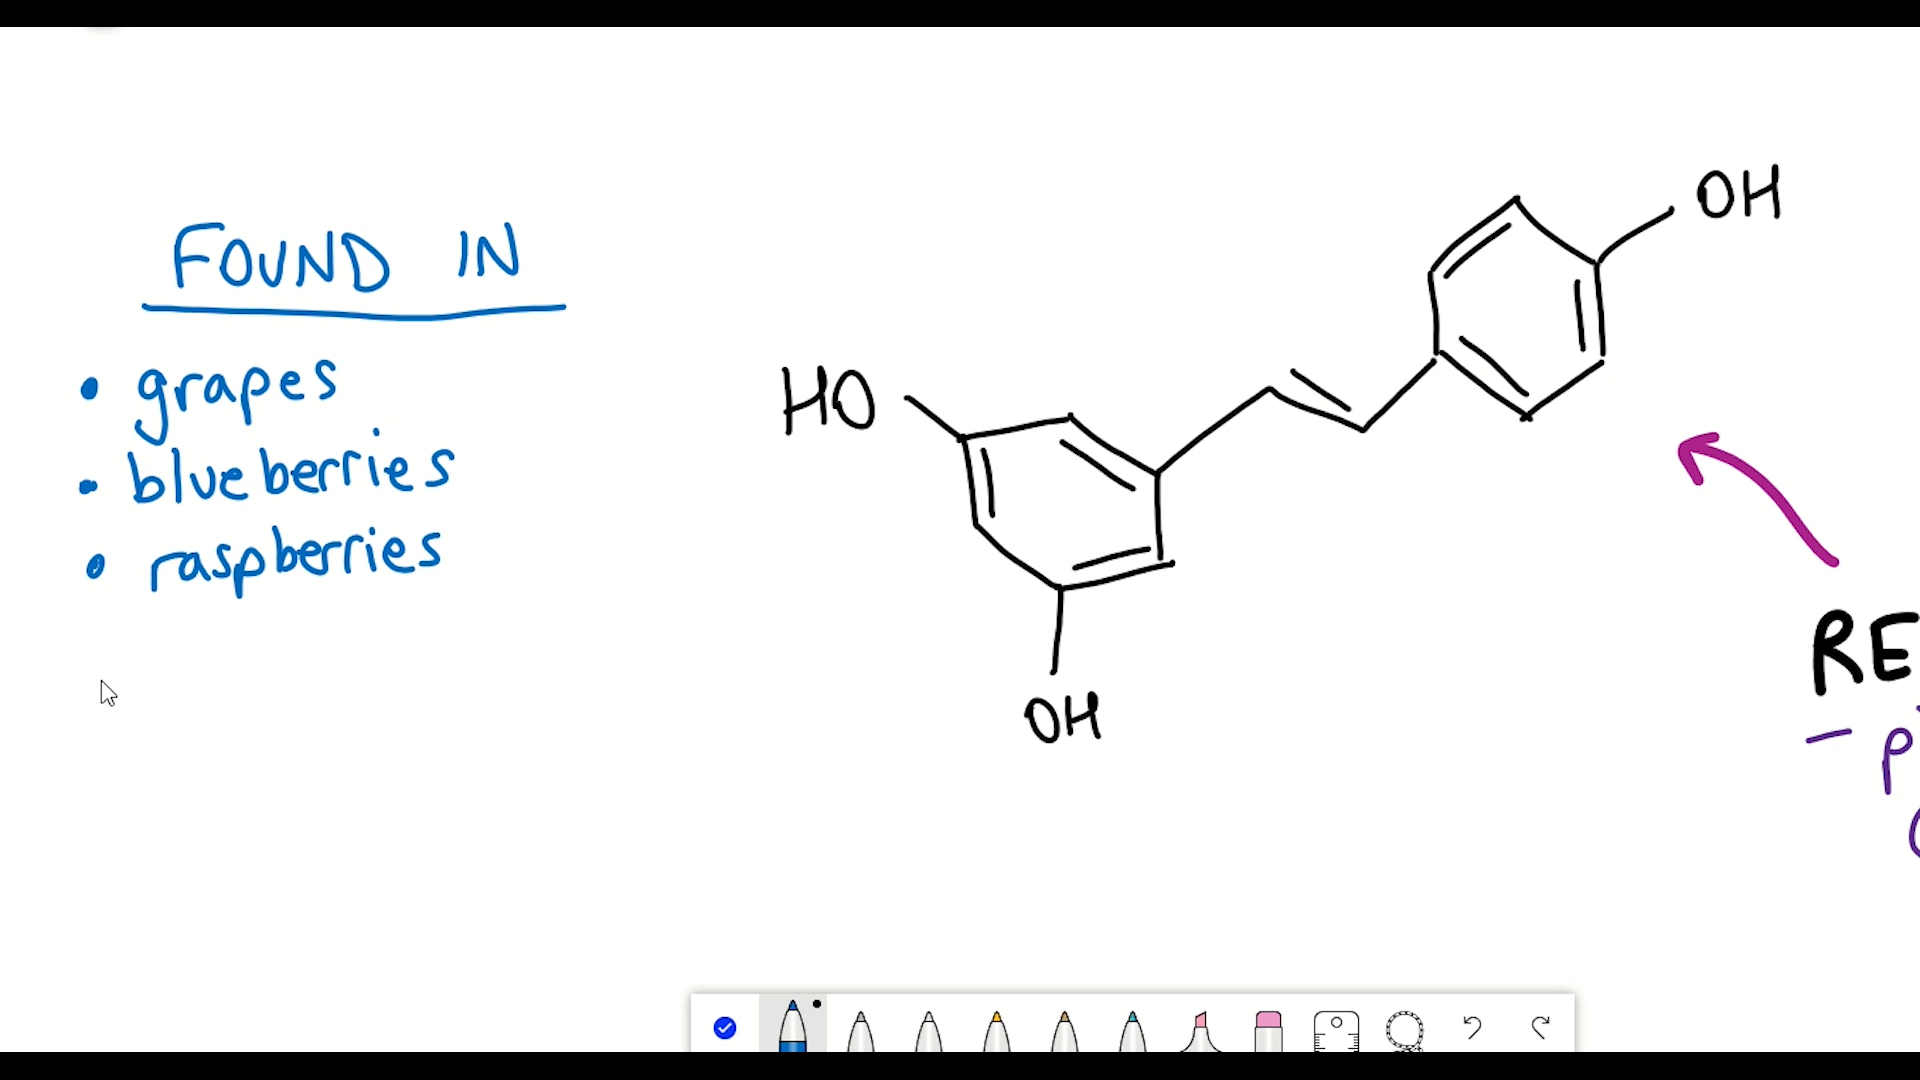 FOUND IN
• grapes
• blueberries
• raspberries
OH
HO
OH
RE
- p